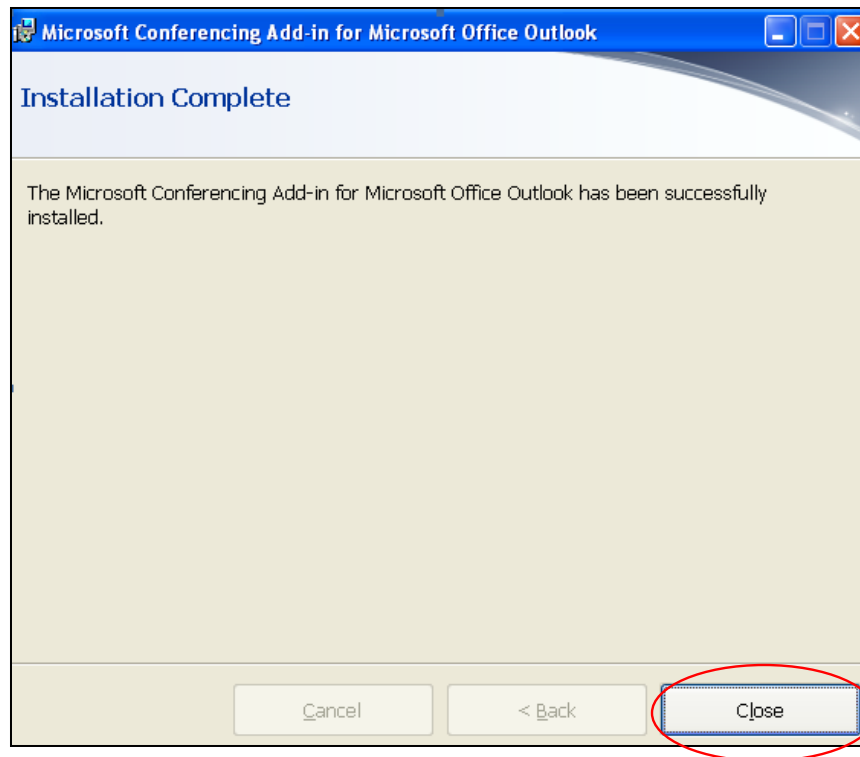 Microsoft Conferencing Add-in for Microsoft Office Outlook
Installation Complete
The Microsoft Conferencing Add-in for Microsoft Office Outlook has been successfully
installed.
Cancel
< Back
Close